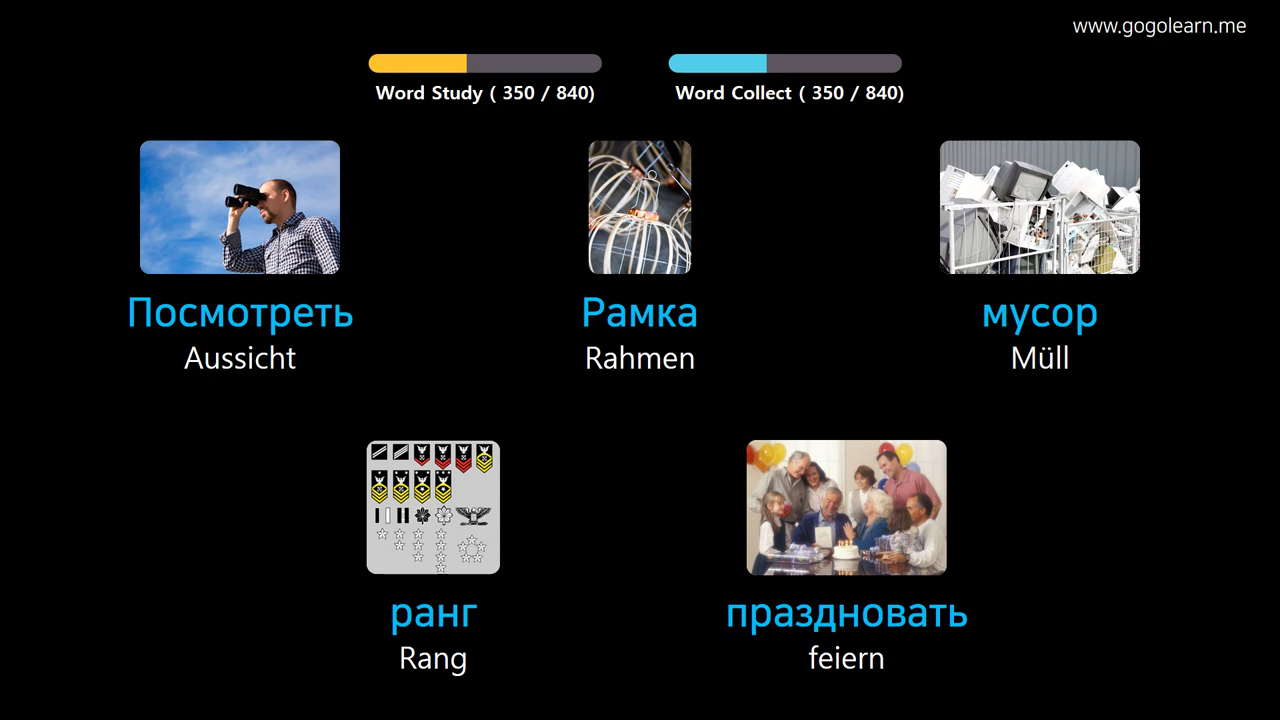 www.gogolearn.me
Word Study ( 350 / 840)
Word Collect ( 350 / 840)
Посмотреть
Aussicht
Рамка
Rahmen
мусор
Müll
ранг
Rang
праздновать
feiern